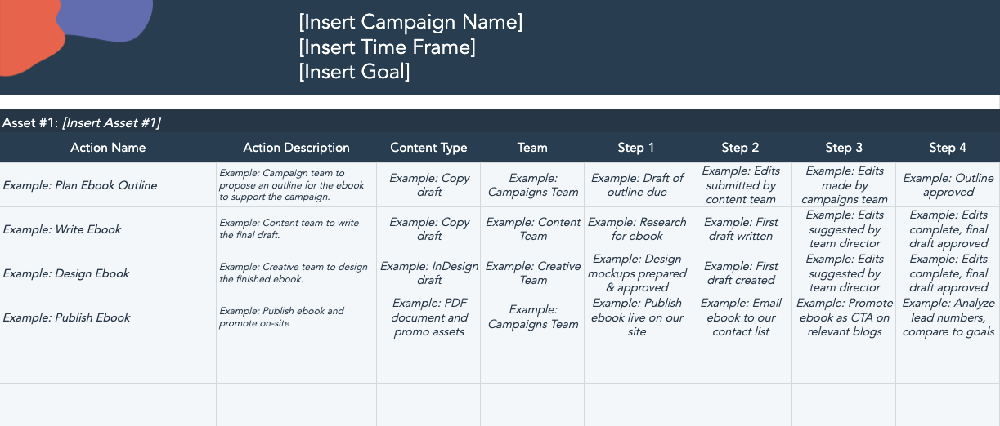 [Insert Campaign Name]
[Insert Time Frame]
[Insert Goal]
Asset #1: [Insert Asset #1]
Action Name
Action Description
Content Type
Team
Step 1
Step 2
Step 3
Step 4
Example: Plan Ebook Outline
Example: Campaign team to
propose an outline for the ebook
to support the campaign.
Example: Copy
draft
Example:
Campaigns Team
Example: Draft of
outline due
Example: Edits
submitted by
content team
Example: Edits
made by
campaigns team
Example: Outline
approved
Example: Write Ebook
Example: Content team to write
the final draft.
Example: Copy
draft
Example: Content
Team
Example: Research
for ebook
Example: First
draft written
Example: Edits
suggested by
team director
Example: Edits
complete, final
draft approved
Example: Design Ebook
Example: Creative team to design
the finished ebook.
Example: InDesign
draft
Example: Creative
Team
Example: Design
mockups prepared
& approved
Example: First
draft created
Example: Edits
suggested by
team director
Example: Edits
complete, final
draft approved
Example: Publish Ebook
Example: Publish ebook and
promote on-site
Example: PDF
document and
promo assets
Example:
Campaigns Team
Example: Publish
ebook live on our
site
Example: Email
ebook to our
contact list
Example: Promote
ebook as CTA on
relevant blogs
Example: Analyze
lead numbers,
compare to goals